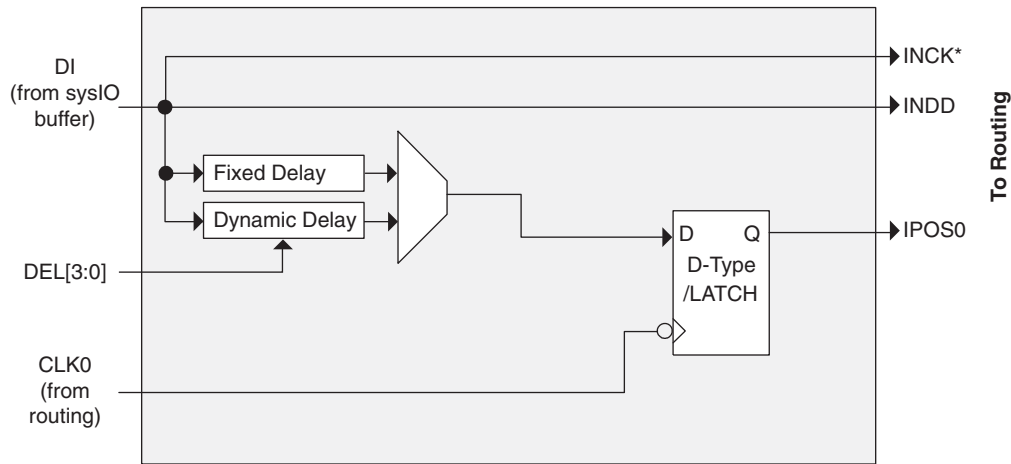 DI
(from sysIO
buffer)
INCK*
INDD
To Routing
Fixed Delay
Dynamic Delay
DEL[3:0]
D Q
D-Type
/LATCH
IPOS0
CLK0
(from
routing)